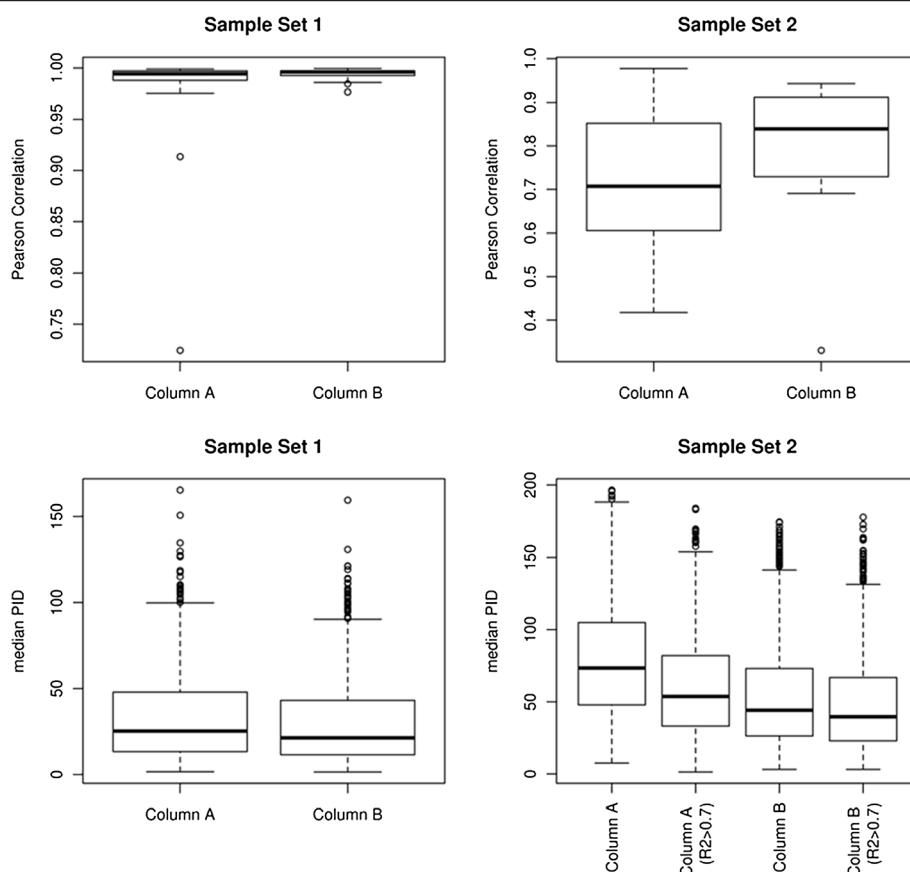 Sample Set 1
Sample Set 2
Pearson Correlation
1.00
0.95
0.90
0.85
0.80
0.75
Column A
Column B
Pearson Correlation
1.0
0.9
0.8
0.7
0.6
0.5
0.4
Column A
Column B
Sample Set 1
Sample Set 2
median PID
150
100
50
0
Column A
Column B
median PID
200
150
100
50
0
Column A
Column A
(R2>0.7)
Column B
Column B
(R2>0.7)